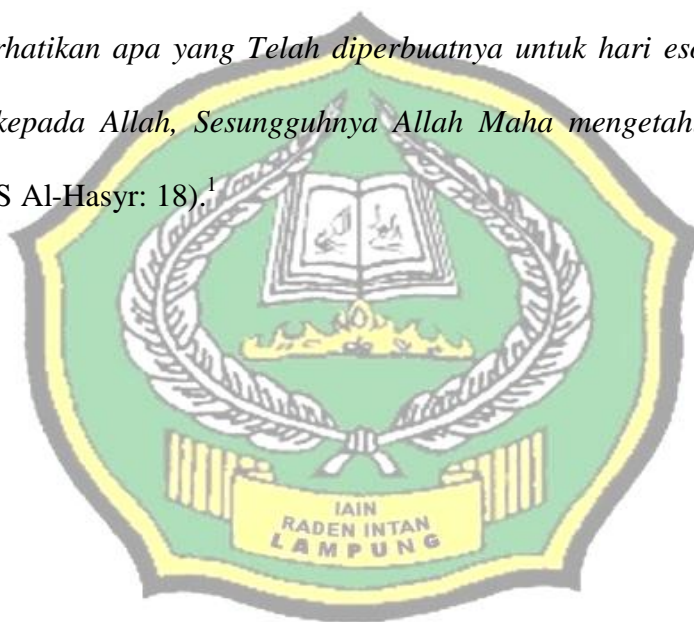 rhatikan apa yang Telah diperbuatnya untuk hari es
kepada Allah, Sesungguhnya Allah Maha mengetah
S Al-Hasyr: 18).¹
IAIN
RADEN INTAN
LAMPUNG